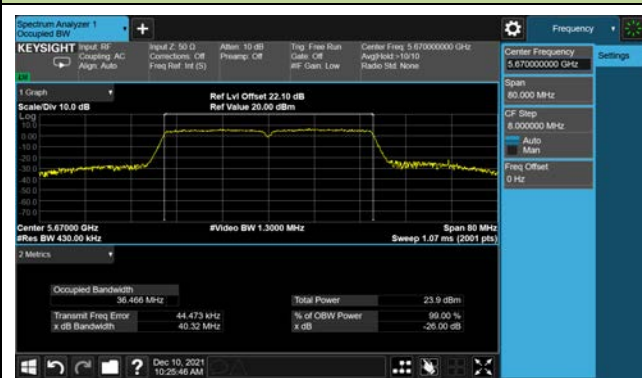 Spectrum Analyzer 1
Occupied BW
+
Frequency
KEYSIGHT
Input: RF
Coupling: AC
Align: Auto
Input Z: 50 Ω
Corrections: Off
Freq Ref: Int (S)
Atten: 10 dB
Preamp: Off
Trig: Free Run
Gate: Off
#IF Gain: Low
Center Freq: 5.670000000 GHz
Avg|Hold:>10/10
Radio Std: None
Center Frequency
5.670000000 GHz
Settings
Span
80.000 MHz
CF Step
8.000000 MHz
Auto
Man
Freq Offset
0 Hz
1 Graph
Scale/Div 10.0 dB
Ref Lvl Offset 22.10 dB
Ref Value 20.00 dBm
Log
10.0
0.00
-10.0
-20.0
-30.0
-40.0
-50.0
-60.0
-70.0
Center 5.67000 GHz
#Res BW 430.00 kHz
#Video BW 1.3000 MHz
Span 80 MHz
Sweep 1.07 ms (2001 pts)
2 Metrics
Occupied Bandwidth
36.466 MHz
Total Power 23.9 dBm
Transmit Freq Error 44.473 kHz
% of OBW Power 99.00 %
x dB Bandwidth 40.32 MHz
x dB -26.00 dB
?
Dec 10, 2021
10:25:46 AM